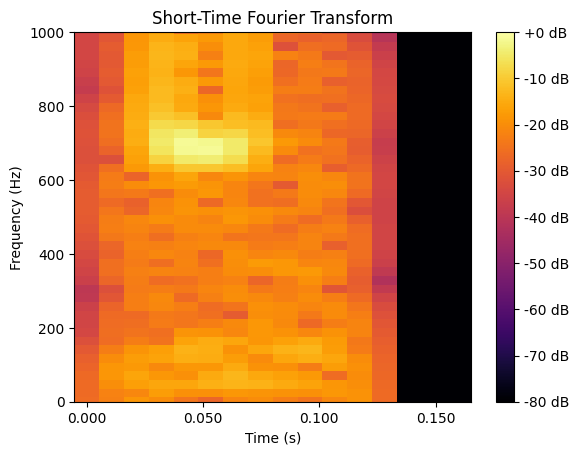 Short-Time Fourier Transform
1000
800
600
400
200
0
Frequency (Hz)
0.000
0.050
0.100
0.150
Time (s)
+0 dB
-10 dB
-20 dB
-30 dB
-40 dB
-50 dB
-60 dB
-70 dB
-80 dB